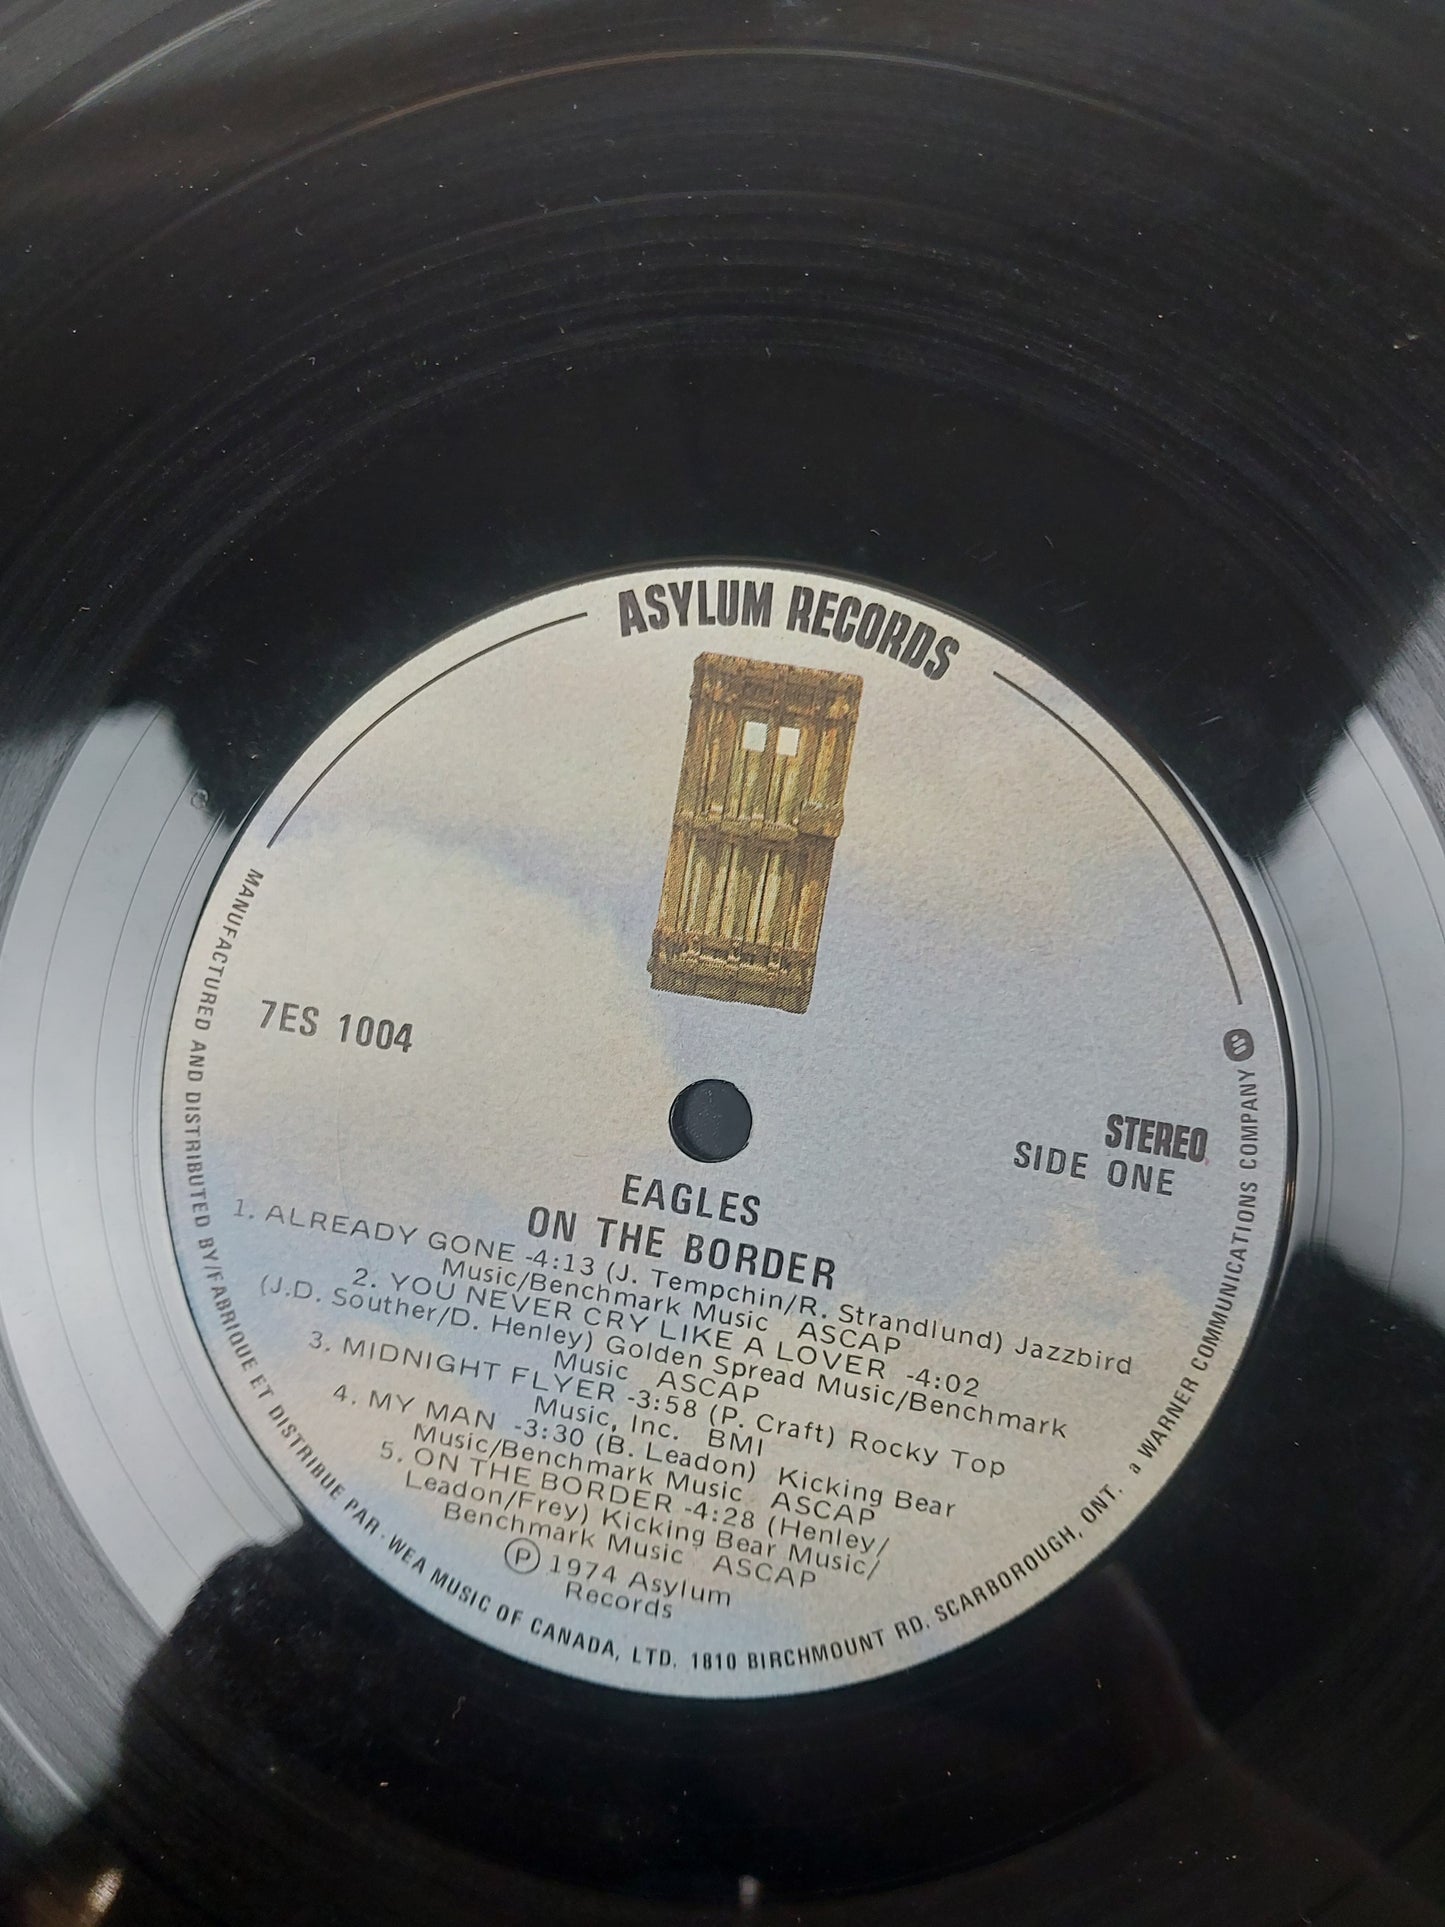 ASYLUM RECORDS
7ES 1004
STEREO
SIDE ONE
EAGLES
ON THE BORDER
1. ALREADY GONE -4:13 (J. Tempchin/R. Strandlund) Jazzbird
Music/Benchmark Music ASCAP
2. YOU NEVER CRY LIKE A LOVER -4:02
(J.D. Souther/D. Henley) Golden Spread Music/Benchmark
Music ASCAP
3. MIDNIGHT FLYER -3:58 (P. Craft) Rocky Top
Music, Inc. BMI
4. MY MAN -3:30 (B. Leadon) Kicking Bear
Music/Benchmark Music ASCAP
5. ON THE BORDER -4:28 (Henley/
Leadon/Frey) Kicking Bear Music/
Benchmark Music ASCAP
Ⓟ 1974 Asylum
Records
MANUFACTURED AND DISTRIBUTED BY/FABRIQUE ET DISTRIBUE PAR · WEA MUSIC OF CANADA, LTD. 1810 BIRCHMOUNT RD. SCARBOROUGH, ONT. a WARNER COMMUNICATIONS COMPANY